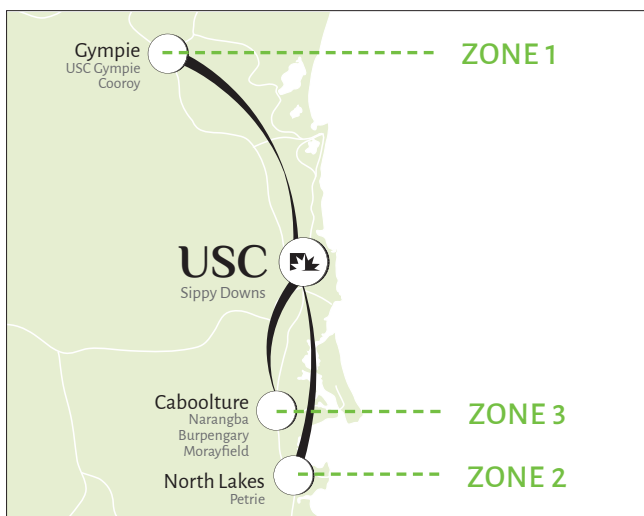 Gympie
USC Gympie
Cooroy
ZONE 1
USC
Sippy Downs
Caboolture
Narangba
Burpengary
Morayfield
ZONE 3
North Lakes
Petrie
ZONE 2